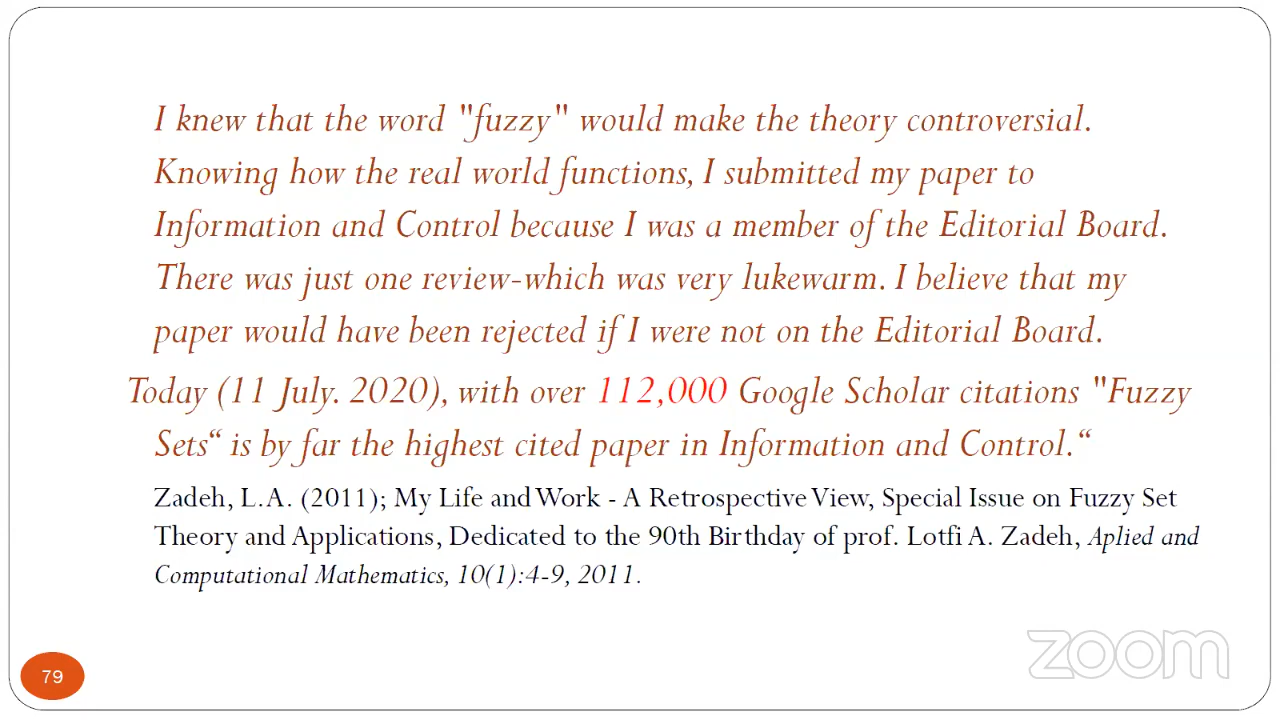 I knew that the word "fuzzy" would make the theory controversial.
Knowing how the real world functions, I submitted my paper to
Information and Control because I was a member of the Editorial Board.
There was just one review-which was very lukewarm. I believe that my
paper would have been rejected if I were not on the Editorial Board.
Today (11 July. 2020), with over 112,000 Google Scholar citations "Fuzzy
Sets“ is by far the highest cited paper in Information and Control.“
Zadeh, L.A. (2011); My Life and Work - A Retrospective View, Special Issue on Fuzzy Set
Theory and Applications, Dedicated to the 90th Birthday of prof. Lotfi A. Zadeh, Aplied and
Computational Mathematics, 10(1):4-9, 2011.
zoom
79